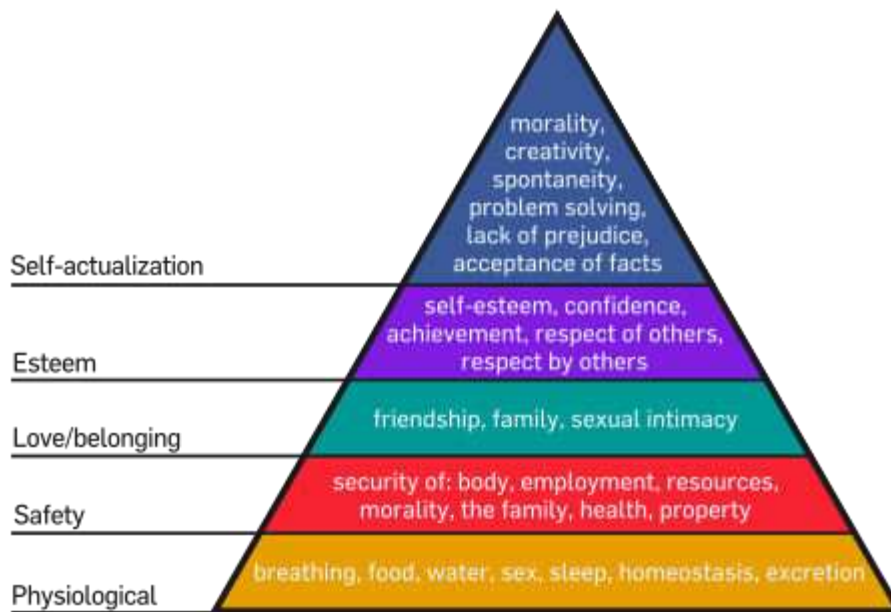 morality,
creativity,
spontaneity,
problem solving,
lack of prejudice,
acceptance of facts
Self-actualization
self-esteem, confidence,
achievement, respect of others,
respect by others
Esteem
friendship, family, sexual intimacy
Love/belonging
security of: body, employment, resources,
morality, the family, health, property
Safety
breathing, food, water, sex, sleep, homeostasis, excretion
Physiological